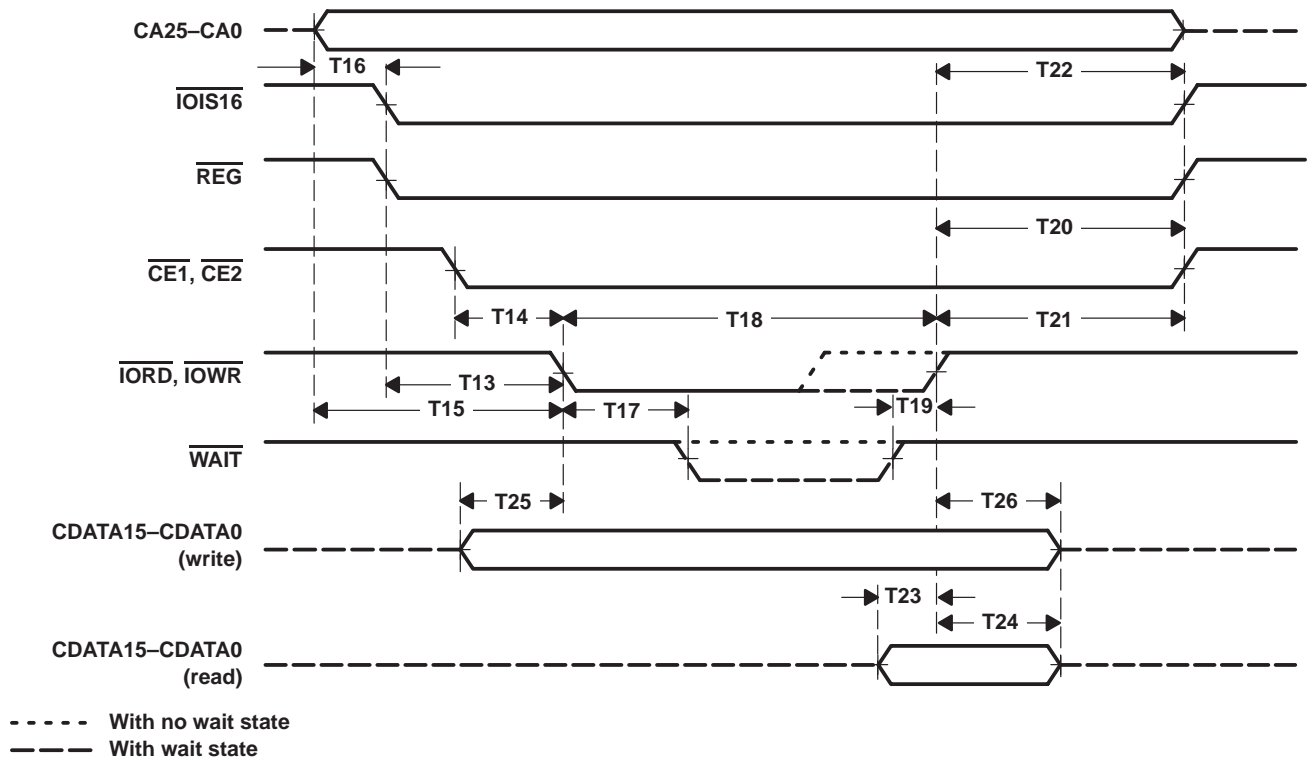 CA25–CA0
T16
T22
IOIS16
REG
T20
CE1, CE2
T14
T18
T21
IORD, IOWR
T13
T19
T15
T17
WAIT
T25
T26
CDATA15–CDATA0
(write)
T23
T24
CDATA15–CDATA0
(read)
With no wait state
With wait state